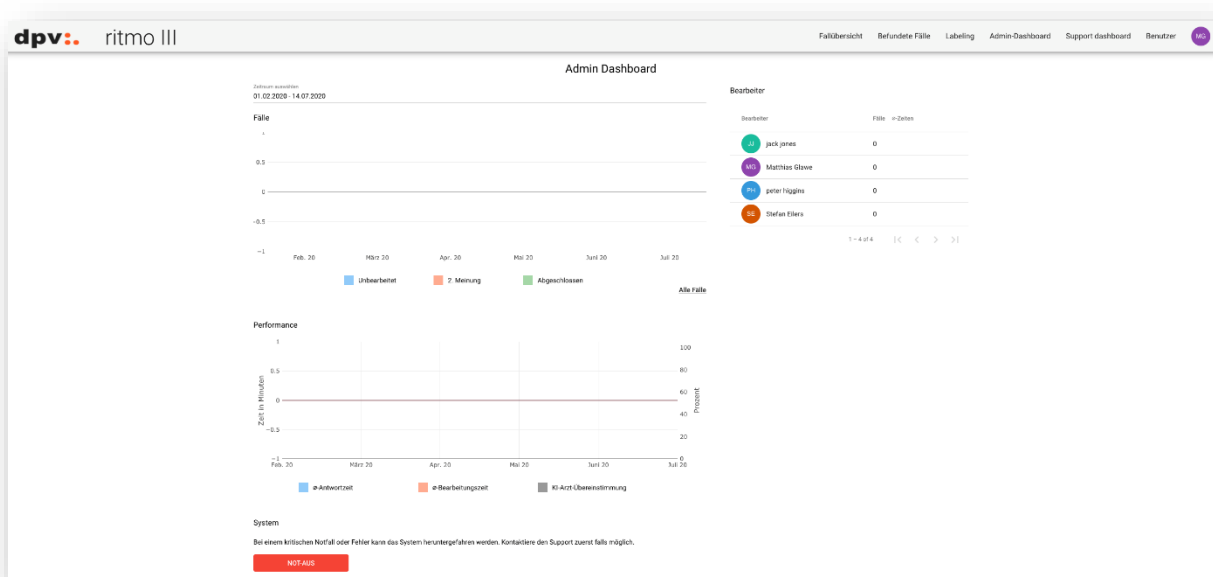 dpv:. ritmo III
Fallübersicht Befundete Fälle Labeling Admin-Dashboard Support dashboard Benutzer MG
Admin Dashboard
Zeitraum auswählen
01.02.2020 - 14.07.2020
Fälle
1
0.5
0
−0.5
−1
Feb. 20 März 20 Apr. 20 Mai 20 Juni 20 Juli 20
Unbearbeitet 2. Meinung Abgeschlossen
Alle Fälle
Performance
Zeit in Minuten
1
0.5
0
−0.5
−1
100
80
60
40
20
0
Prozent
Feb. 20 März 20 Apr. 20 Mai 20 Juni 20 Juli 20
ø-Antwortzeit ø-Bearbeitungszeit KI-Arzt-Übereinstimmung
System
Bei einem kritischen Notfall oder Fehler kann das System heruntergefahren werden. Kontaktiere den Support zuerst falls möglich.
NOT-AUS
Bearbeiter
Bearbeiter Fälle ø-Zeiten
JJ jack jones 0
MG Matthias Glawe 0
PH peter higgins 0
SE Stefan Eilers 0
1 – 4 of 4